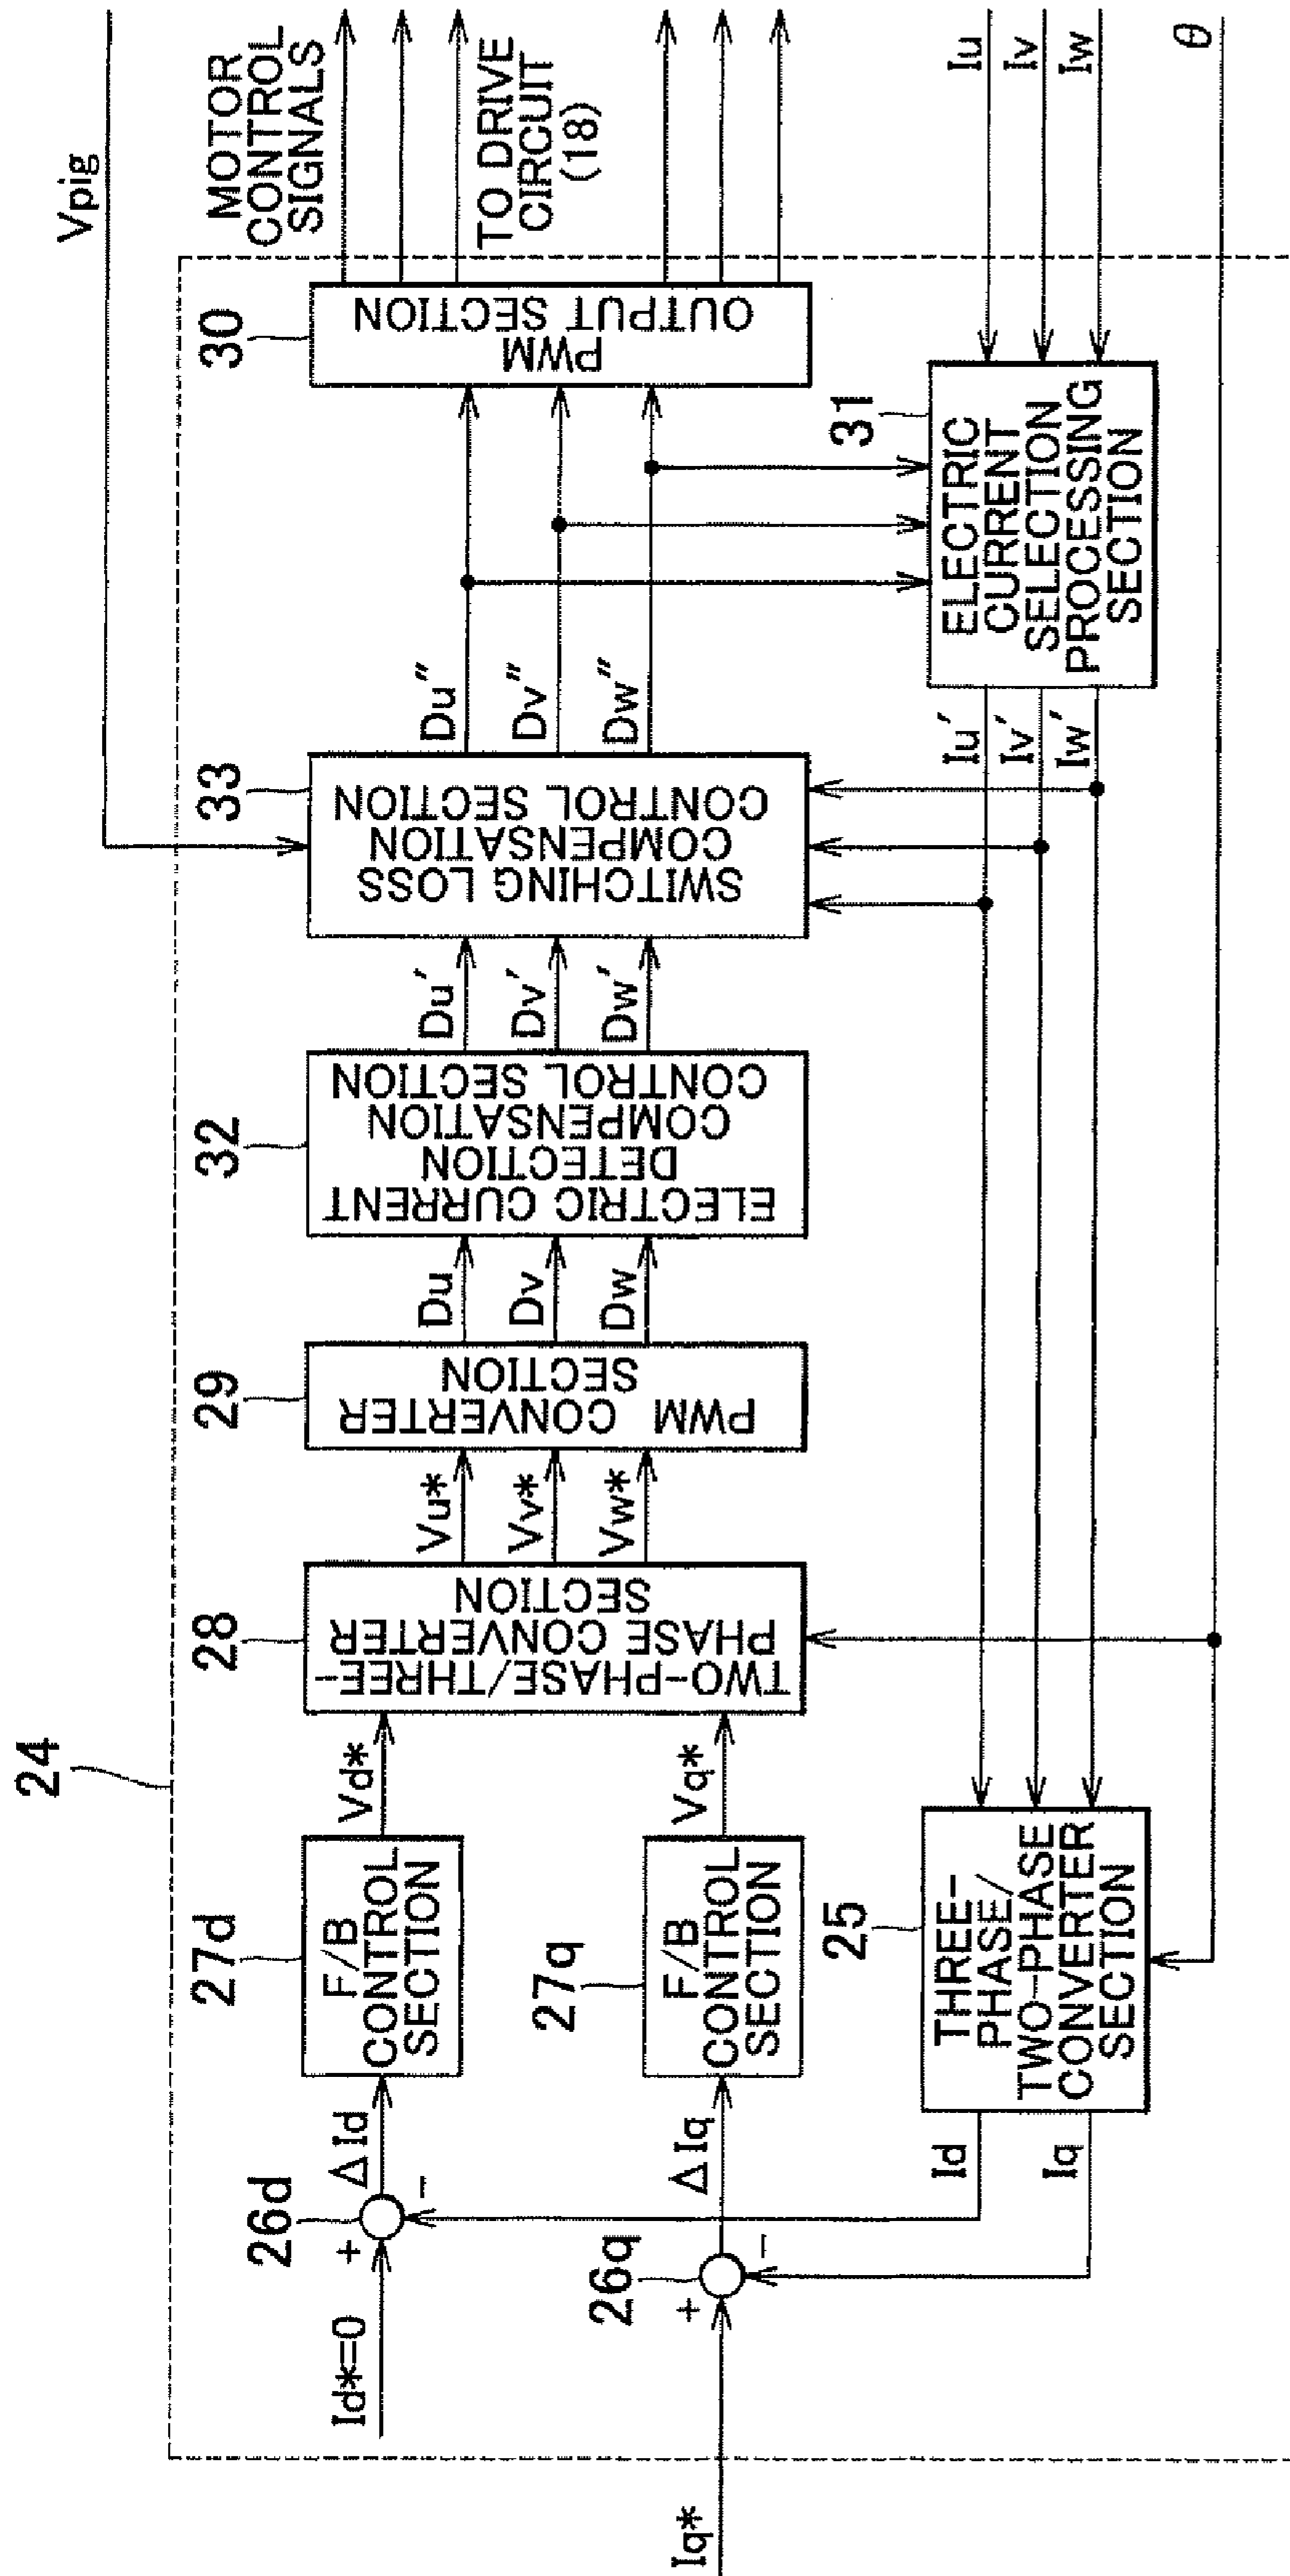 24
Vpig
Id*=0
+
-
26d
Δ Id
27d
F/B
CONTROL
SECTION
Vd*
Iq*
+
-
26q
Δ Iq
27q
F/B
CONTROL
SECTION
Vq*
28
TWO-PHASE/THREE-
PHASE CONVERTER
SECTION
Vu*
Vv*
Vw*
29
PWM CONVERTER
SECTION
Du
Dv
Dw
32
ELECTRIC CURRENT
DETECTION
COMPENSATION
CONTROL SECTION
Du′
Dv′
Dw′
33
SWITCHING LOSS
COMPENSATION
CONTROL SECTION
Du″
Dv″
Dw″
30
PWM
OUTPUT SECTION
MOTOR
CONTROL
SIGNALS
TO DRIVE
CIRCUIT
(18)
25
THREE-
PHASE/
TWO-PHASE
CONVERTER
SECTION
Id
Iq
Iu′
Iv′
Iw′
31
ELECTRIC
CURRENT
SELECTION
PROCESSING
SECTION
Iu
Iv
Iw
θ